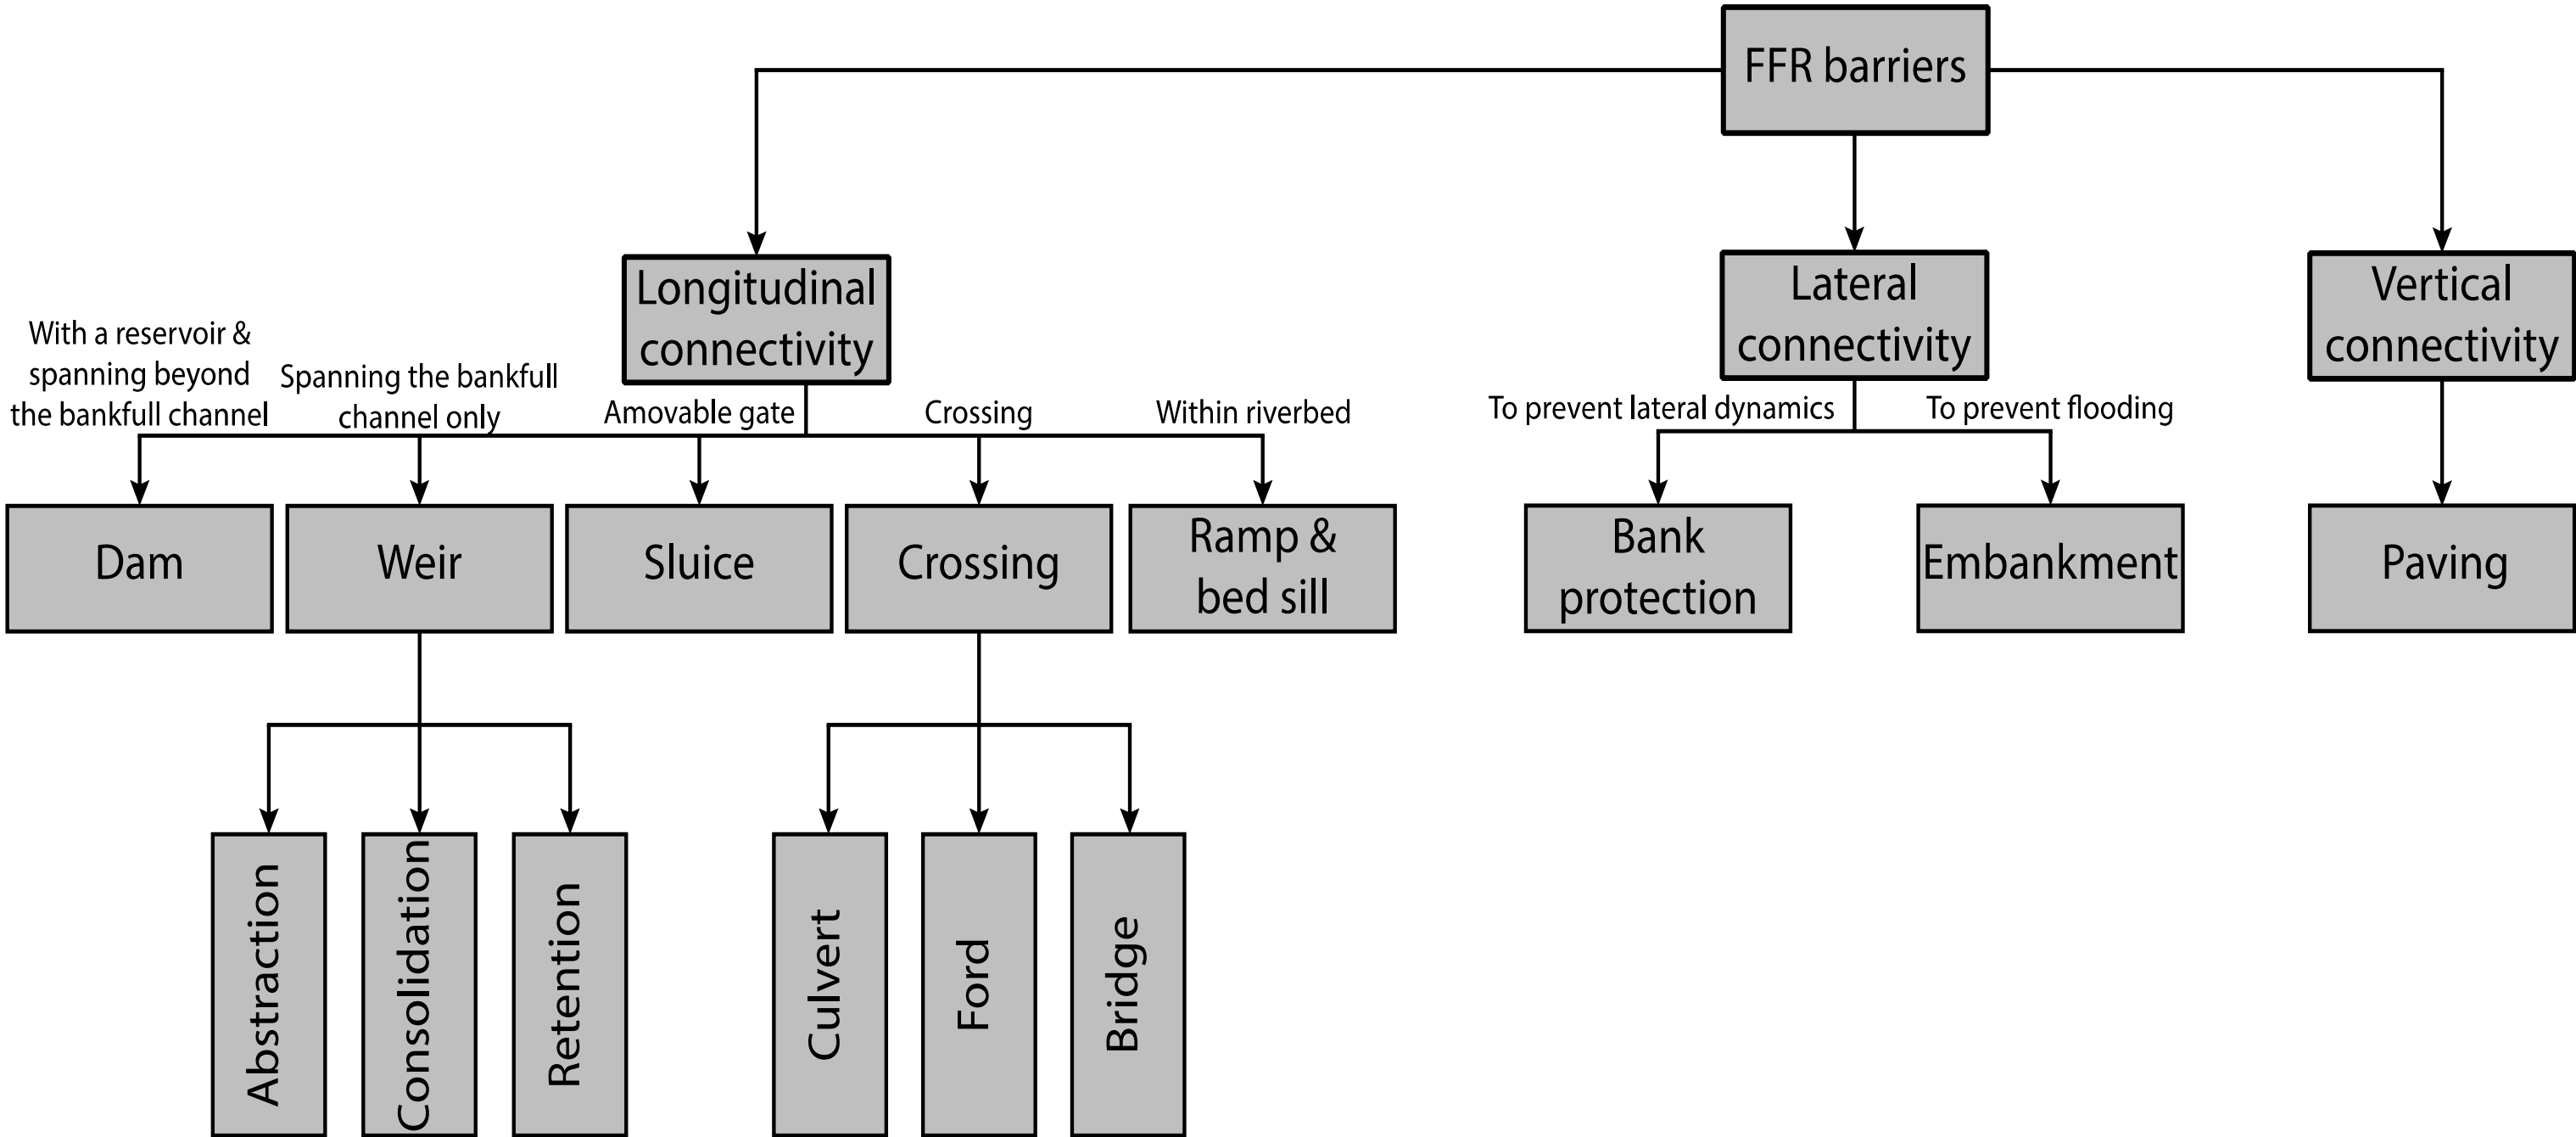 FFR barriers
Longitudinal
connectivity
Lateral
connectivity
Vertical
connectivity
With a reservoir &
spanning beyond
the bankfull channel
Spanning the bankfull
channel only
Amovable gate
Crossing
Within riverbed
To prevent lateral dynamics
To prevent flooding
Dam
Weir
Sluice
Crossing
Ramp &
bed sill
Bank
protection
Embankment
Paving
Abstraction
Consolidation
Retention
Culvert
Ford
Bridge